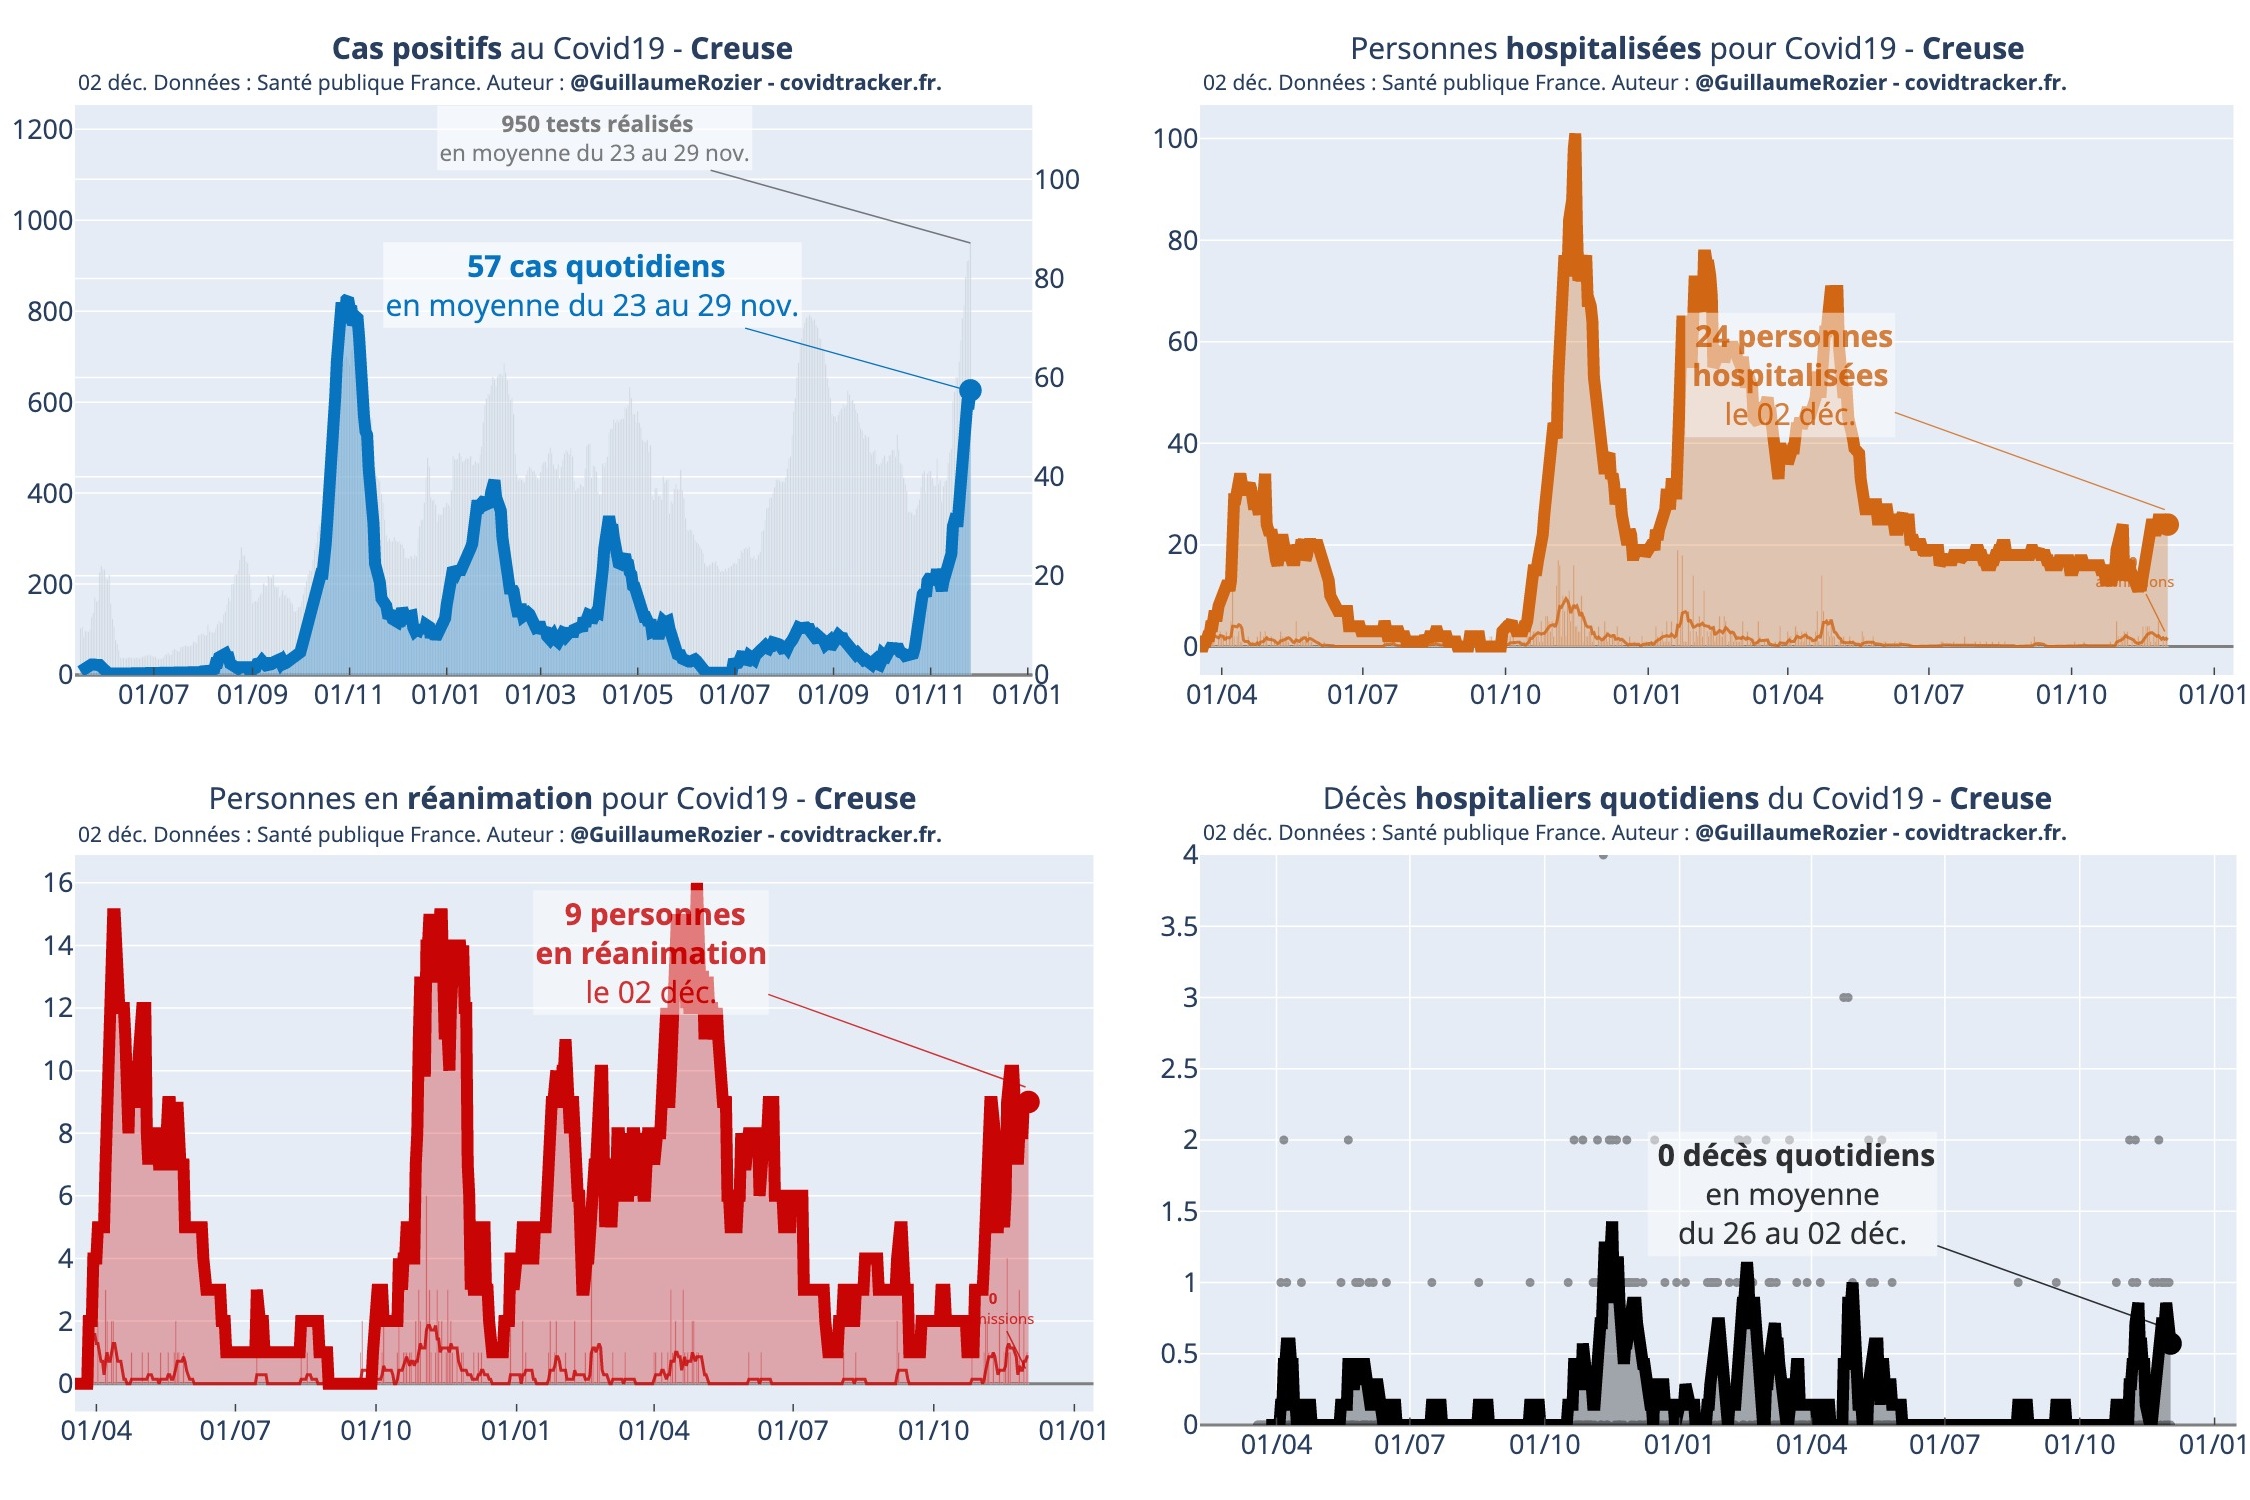 Cas positifs au Covid19 - Creuse
02 déc. Données : Santé publique France. Auteur : @GuillaumeRozier - covidtracker.fr.
950 tests réalisés
en moyenne du 23 au 29 nov.
57 cas quotidiens
en moyenne du 23 au 29 nov.
1200
1000
800
600
400
200
0
100
80
60
40
20
0
01/07 01/09 01/11 01/01 01/03 01/05 01/07 01/09 01/11 01/01
Personnes hospitalisées pour Covid19 - Creuse
02 déc. Données : Santé publique France. Auteur : @GuillaumeRozier - covidtracker.fr.
24 personnes
hospitalisées
le 02 déc.
100
80
60
40
20
0
01/04 01/07 01/10 01/01 01/04 01/07 01/10 01/01
Personnes en réanimation pour Covid19 - Creuse
02 déc. Données : Santé publique France. Auteur : @GuillaumeRozier - covidtracker.fr.
9 personnes
en réanimation
le 02 déc.
16
14
12
10
8
6
4
2
0
0
01/04 01/07 01/10 01/01 01/04 01/07 01/10 01/01
Décès hospitaliers quotidiens du Covid19 - Creuse
02 déc. Données : Santé publique France. Auteur : @GuillaumeRozier - covidtracker.fr.
0 décès quotidiens
en moyenne
du 26 au 02 déc.
4
3.5
3
2.5
2
1.5
1
0.5
0
01/04 01/07 01/10 01/01 01/04 01/07 01/10 01/01